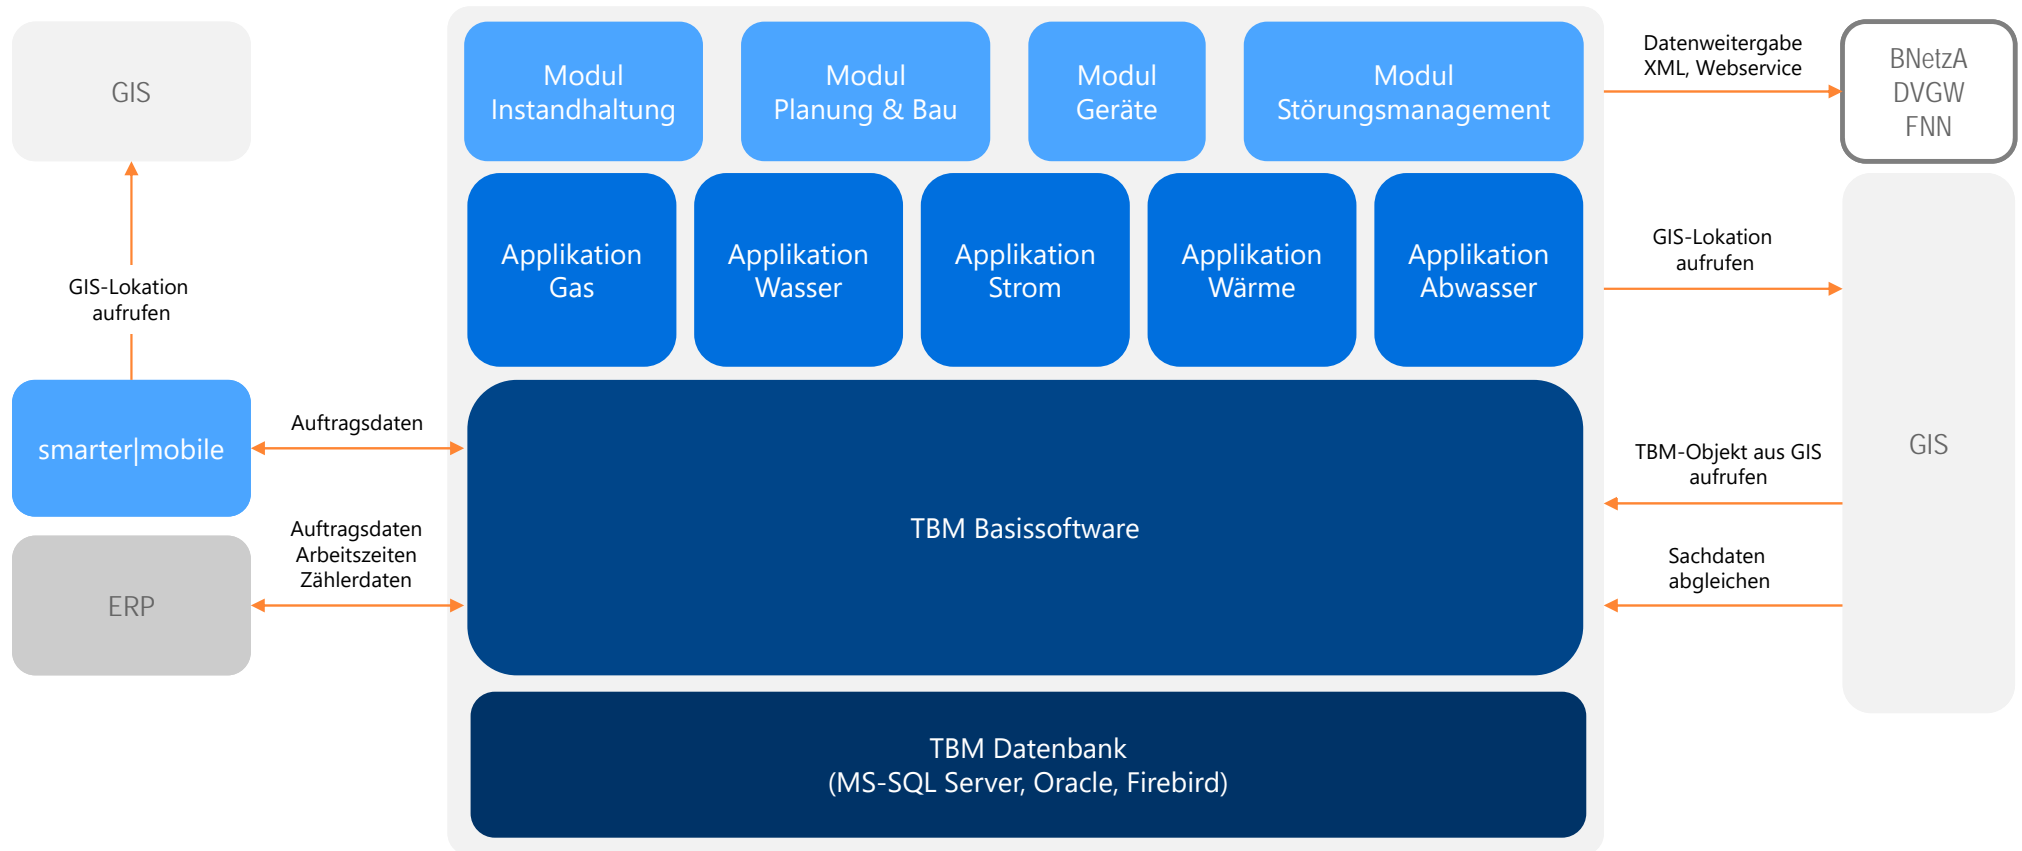 GIS
GIS-Lokation
aufrufen
smarter|mobile
ERP
Auftragsdaten
Auftragsdaten
Arbeitszeiten
Zählerdaten
Modul
Instandhaltung
Modul
Planung & Bau
Modul
Geräte
Modul
Störungsmanagement
Applikation
Gas
Applikation
Wasser
Applikation
Strom
Applikation
Wärme
Applikation
Abwasser
TBM Basissoftware
TBM Datenbank
(MS-SQL Server, Oracle, Firebird)
Datenweitergabe
XML, Webservice
GIS-Lokation
aufrufen
TBM-Objekt aus GIS
aufrufen
Sachdaten
abgleichen
BNetzA
DVGW
FNN
GIS